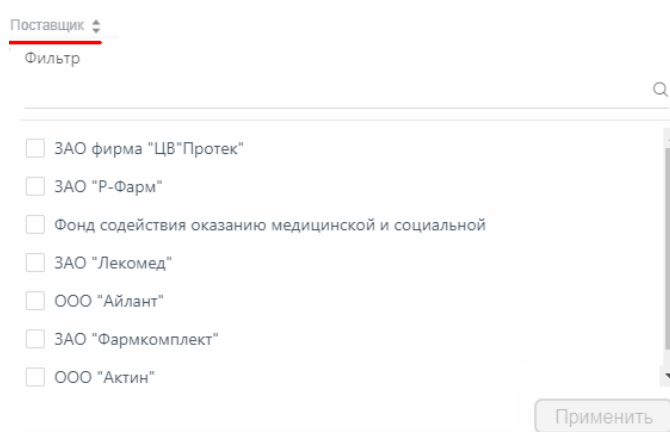 Поставщик
Фильтр
ЗАО фирма "ЦВ"Протек"
ЗАО "Р-Фарм"
Фонд содействия оказанию медицинской и социальной
ЗАО "Лекомед"
ООО "Айлант"
ЗАО "Фармкомплект"
ООО "Актин"
Применить